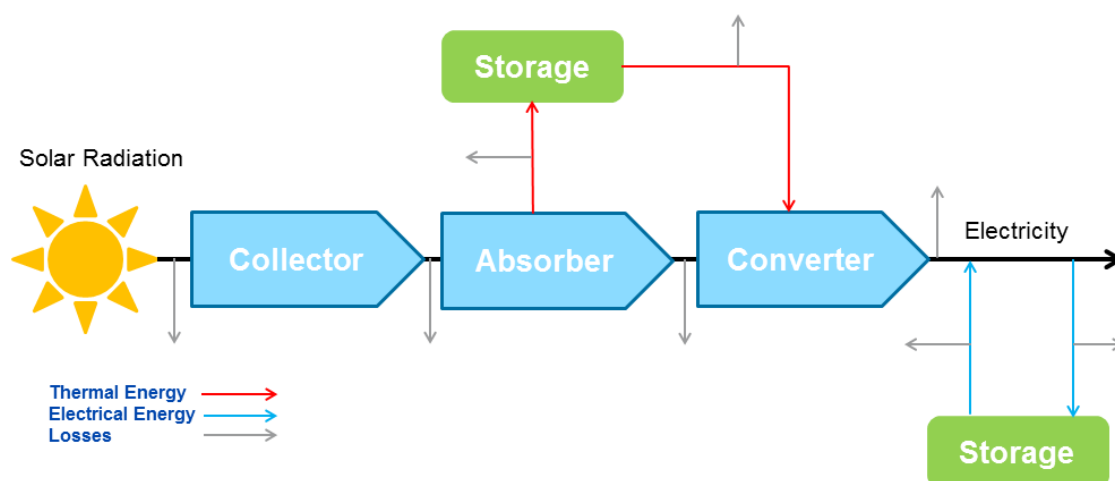 Storage
Solar Radiation
Collector
Absorber
Converter
Electricity
Thermal Energy
Electrical Energy
Losses
Storage